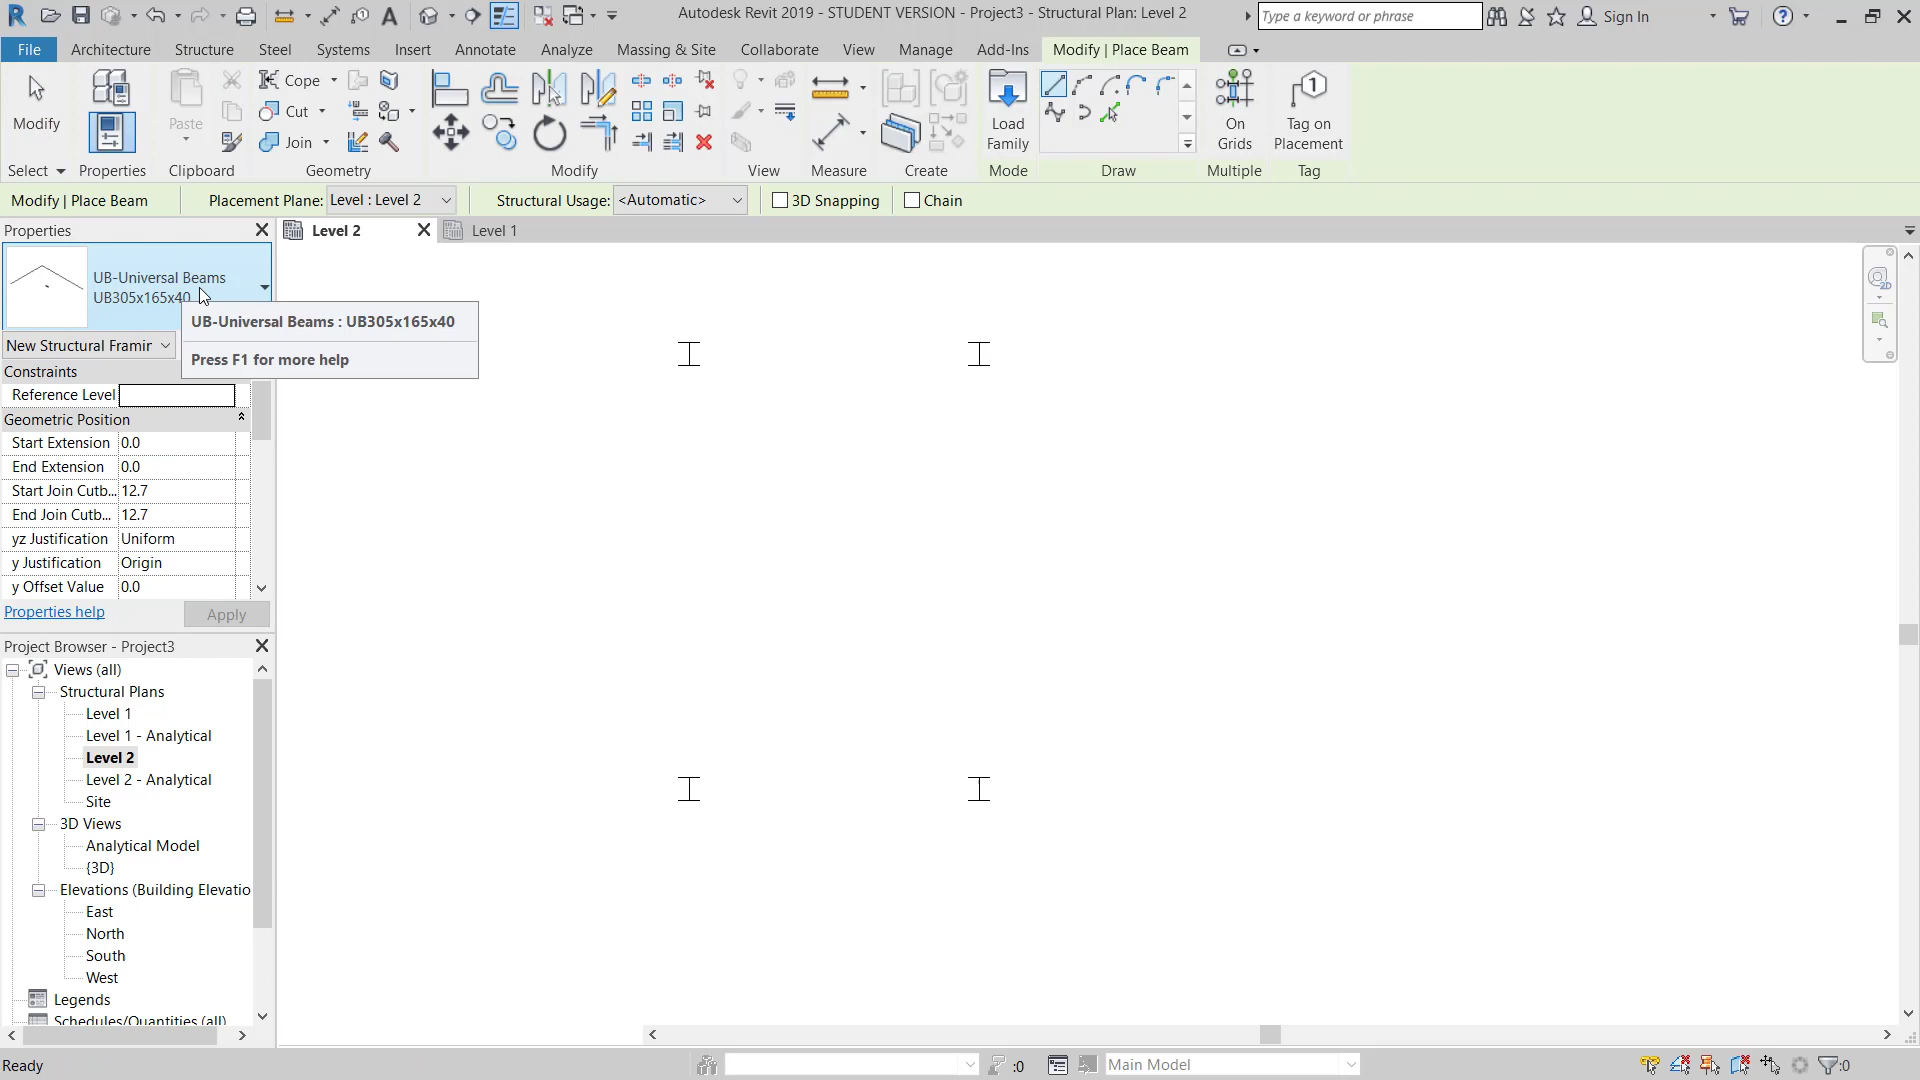 Autodesk Revit 2019 - STUDENT VERSION - Project3 - Structural Plan: Level 2
Type a keyword or phrase
Sign In
File
Architecture
Structure
Steel
Systems
Insert
Annotate
Analyze
Massing & Site
Collaborate
View
Manage
Add-Ins
Modify | Place Beam
Modify
Paste
Cope
Cut
Join
Load
Family
On
Grids
Tag on
Placement
Select
Properties
Clipboard
Geometry
Modify
View
Measure
Create
Mode
Draw
Multiple
Tag
Modify | Place Beam
Placement Plane: Level : Level 2
Structural Usage: <Automatic>
3D Snapping
Chain
Properties
Level 2
Level 1
UB-Universal Beams
UB305x165x40
UB-Universal Beams : UB305x165x40
Press F1 for more help
New Structural Framir
Constraints
Reference Level
Geometric Position
Start Extension 0.0
End Extension 0.0
Start Join Cutb... 12.7
End Join Cutb... 12.7
yz Justification Uniform
y Justification Origin
y Offset Value 0.0
Properties help
Apply
Project Browser - Project3
Views (all)
Structural Plans
Level 1
Level 1 - Analytical
Level 2
Level 2 - Analytical
Site
3D Views
Analytical Model
{3D}
Elevations (Building Elevatio
East
North
South
West
Legends
Schedules/Quantities (all)
Ready
:0
Main Model
:0
2D